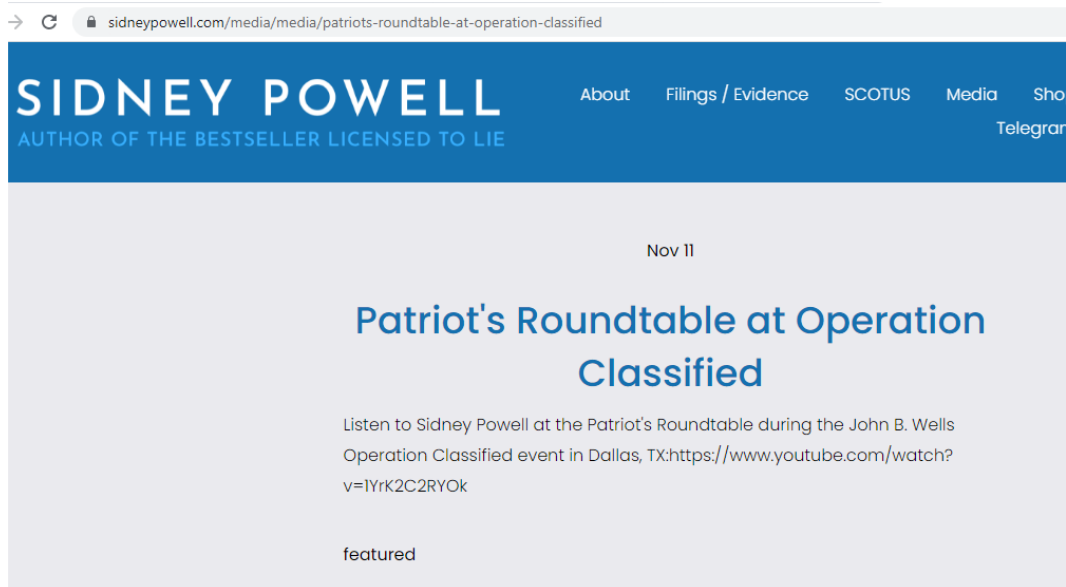 sidneypowell.com/media/media/patriots-roundtable-at-operation-classified
SIDNEY POWELL
AUTHOR OF THE BESTSELLER LICENSED TO LIE
About Filings / Evidence SCOTUS Media Sho
Telegram
Nov 11
Patriot's Roundtable at Operation
Classified
Listen to Sidney Powell at the Patriot's Roundtable during the John B. Wells
Operation Classified event in Dallas, TX:https://www.youtube.com/watch?
v=1YrK2C2RYOk
featured